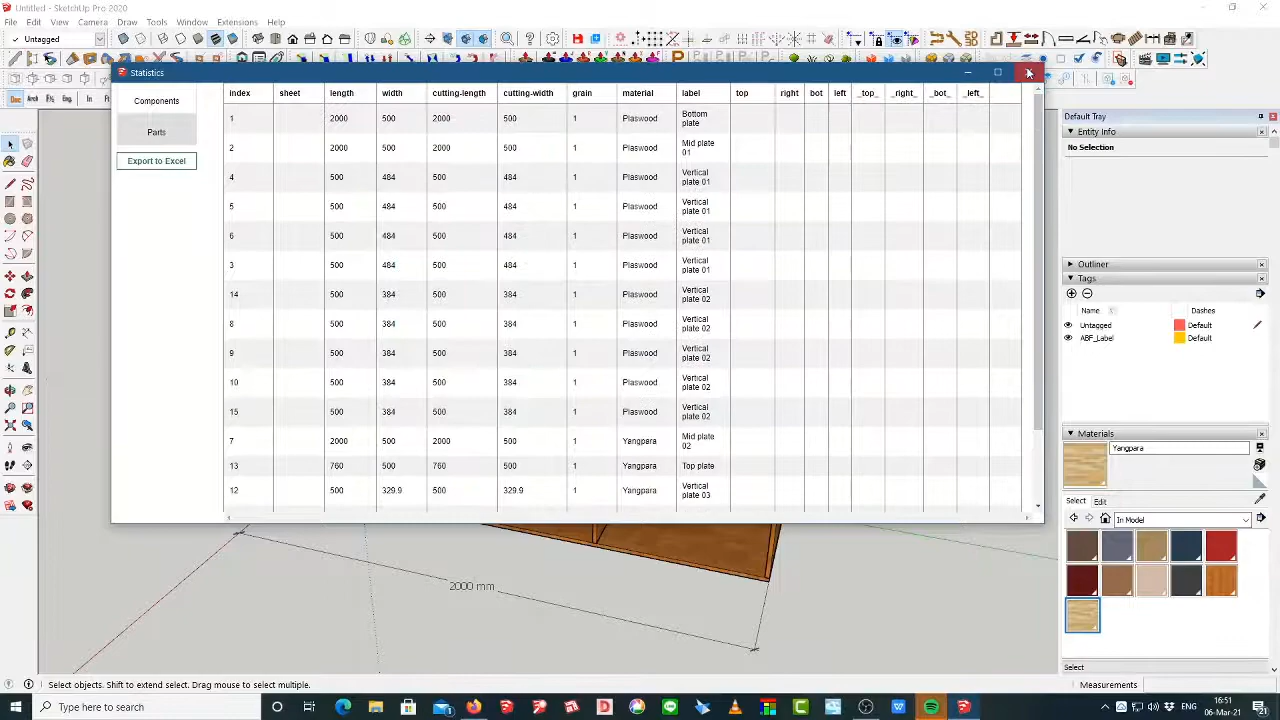 Untitled - SketchUp Pro 2020
File Edit View Camera Draw Tools Window Extensions Help
Untagged
Statistics
Components
Parts
Export to Excel
index sheet length width cutting-length cutting-width grain material label top right bot left _top_ _right_ _bot_ _left_
1 2000 500 2000 500 1 Plaswood Bottom plate
2 2000 500 2000 500 1 Plaswood Mid plate 01
4 500 484 500 484 1 Plaswood Vertical plate 01
5 500 484 500 484 1 Plaswood Vertical plate 01
6 500 484 500 484 1 Plaswood Vertical plate 01
3 500 484 500 484 1 Plaswood Vertical plate 01
14 500 384 500 384 1 Plaswood Vertical plate 02
8 500 384 500 384 1 Plaswood Vertical plate 02
9 500 384 500 384 1 Plaswood Vertical plate 02
10 500 384 500 384 1 Plaswood Vertical plate 02
15 500 384 500 384 1 Plaswood Vertical plate 02
7 2000 500 2000 500 1 Yangpara Mid plate 02
13 760 500 760 500 1 Yangpara Top plate
12 500 329.9 500 329.9 1 Yangpara Vertical plate 03
2000 mm
Default Tray
Entity Info
No Selection
Outliner
Tags
Name Dashes
Untagged Default
ABF_Label Default
Materials
Yangpara
Select Edit
In Model
Select
Select objects. Shift to extend select. Drag mouse to select multiple.
Measurements
Type here to search
ENG
16:51
06-Mar-21